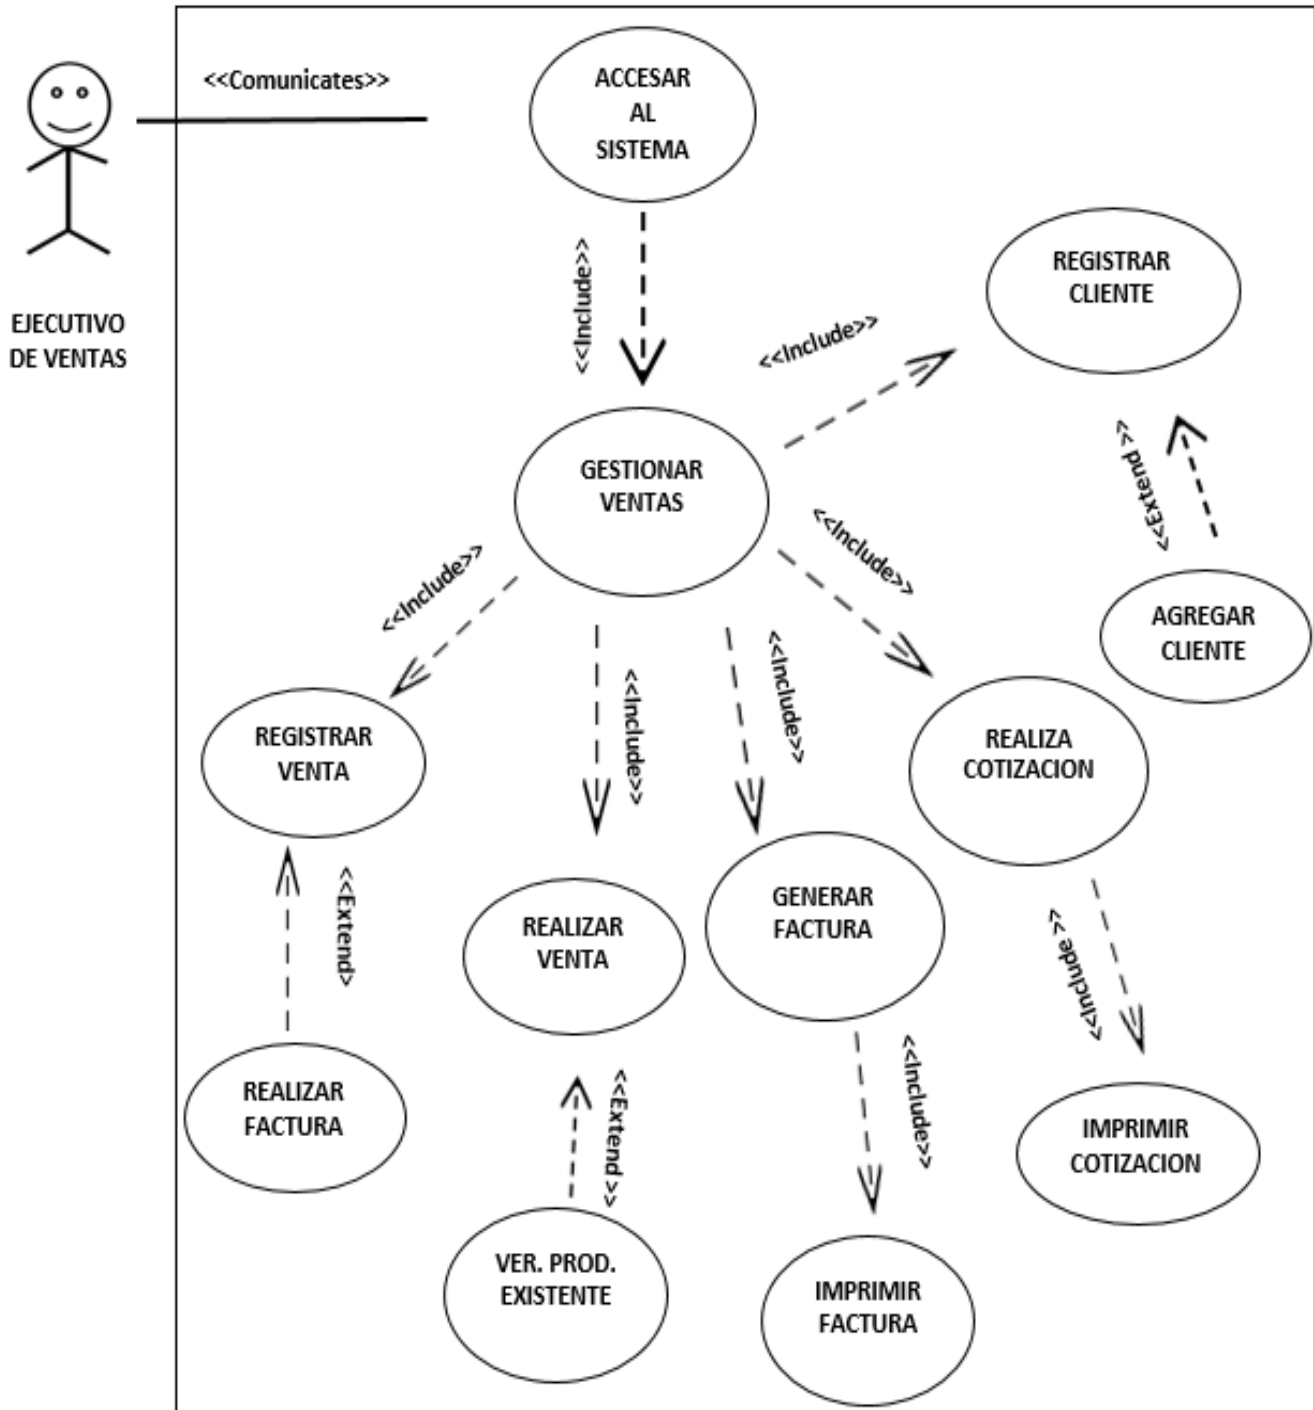 <<Comunicates>>
ACCESAR
AL
SISTEMA
EJECUTIVO
DE VENTAS
<<Include>>
<<Include>>
REGISTRAR
CLIENTE
GESTIONAR
VENTAS
<<Extend >>
<<Include>>
<<Include>>
<<Include>>
<<Include>>
AGREGAR
CLIENTE
REGISTRAR
VENTA
REALIZA
COTIZACION
<<Extend>
REALIZAR
VENTA
GENERAR
FACTURA
<<Include >>
REALIZAR
FACTURA
<<Extend >>
<<Include>>
IMPRIMIR
COTIZACION
VER. PROD.
EXISTENTE
IMPRIMIR
FACTURA